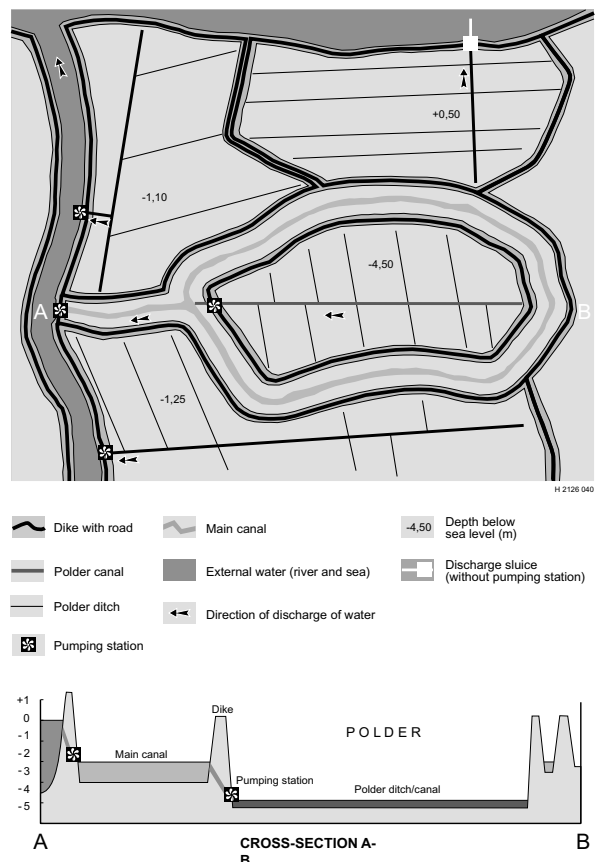 +0,50
-1,10
-4,50
A
B
-1,25
H 2126 040
Dike with road
Main canal
-4,50
Depth below
sea level (m)
Polder canal
External water (river and sea)
Discharge sluice
(without pumping station)
Polder ditch
Direction of discharge of water
Pumping station
+1
0
- 1
- 2
- 3
- 4
- 5
Dike
POLDER
Main canal
Pumping station
Polder ditch/canal
A
CROSS-SECTION A-
B
B